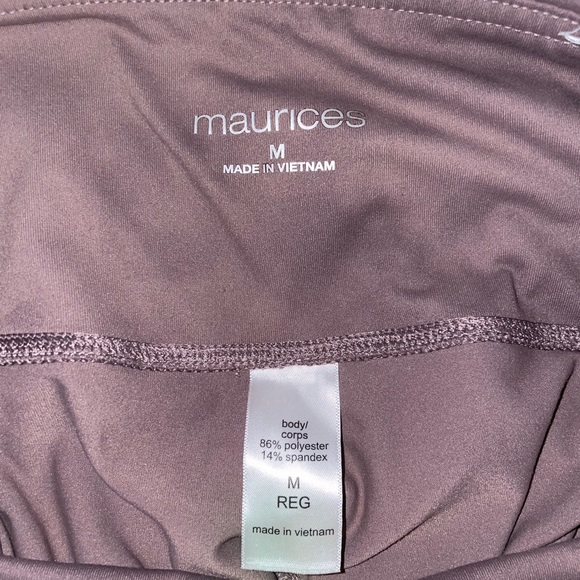 maurices
M
MADE IN VIETNAM
body/
corps
86% polyester
14% spandex
M
REG
made in vietnam